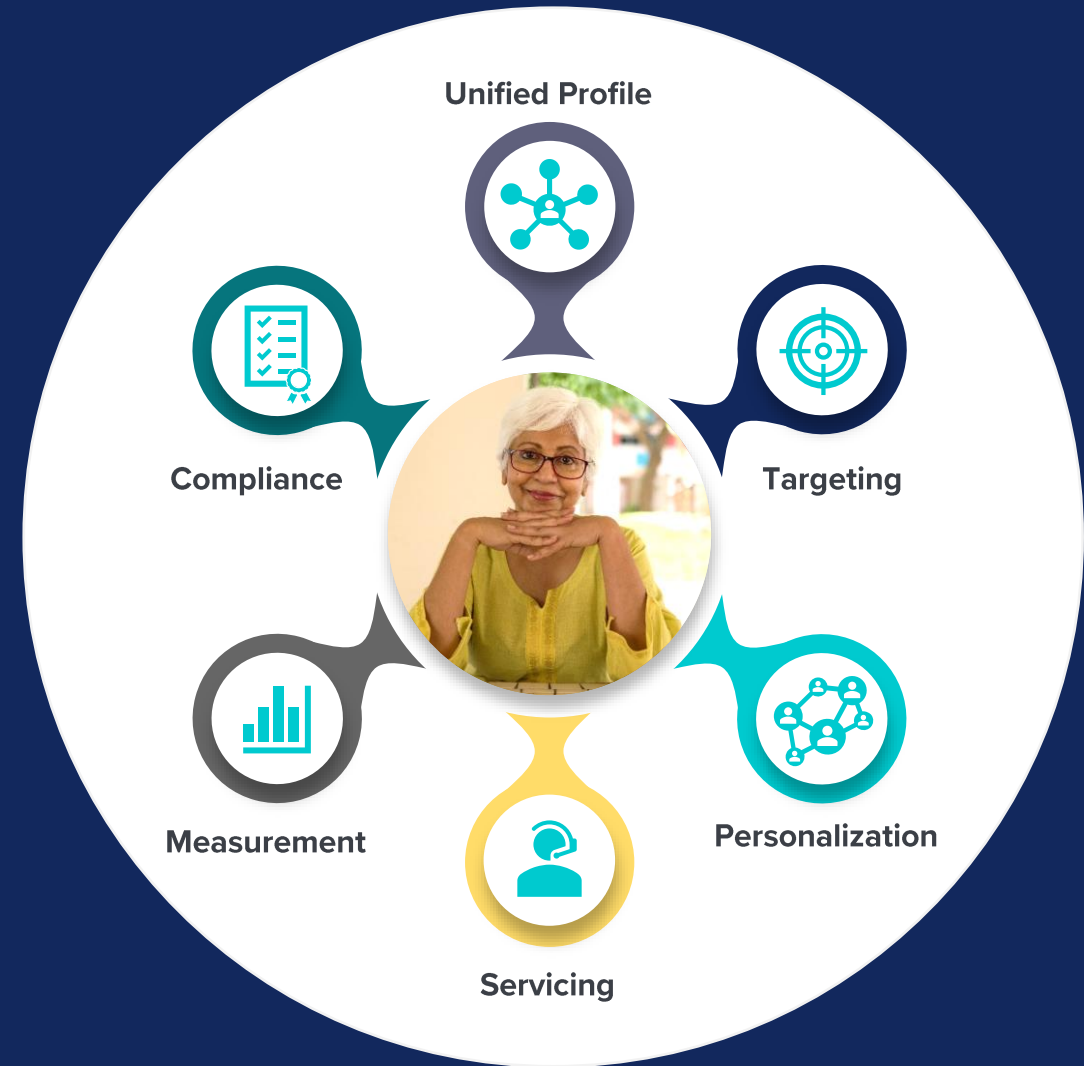 Unified Profile
Compliance
Targeting
Measurement
Personalization
Servicing